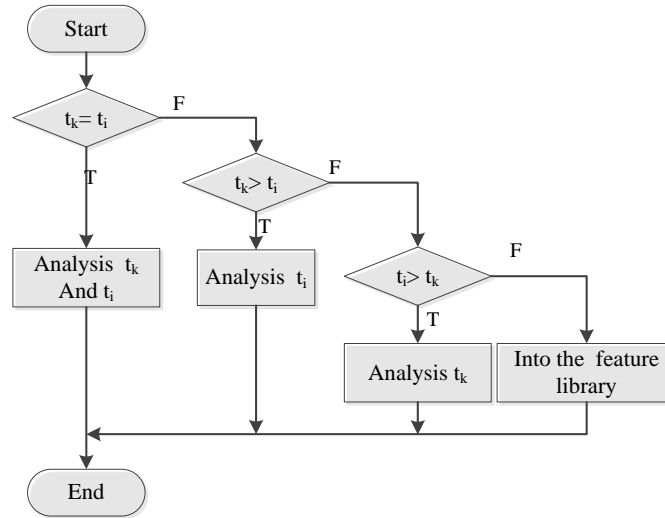 Start
F
tk= ti
T
F
tk> ti
T
Analysis tk
And ti
Analysis ti
F
ti> tk
T
Analysis tk
Into the feature
library
End